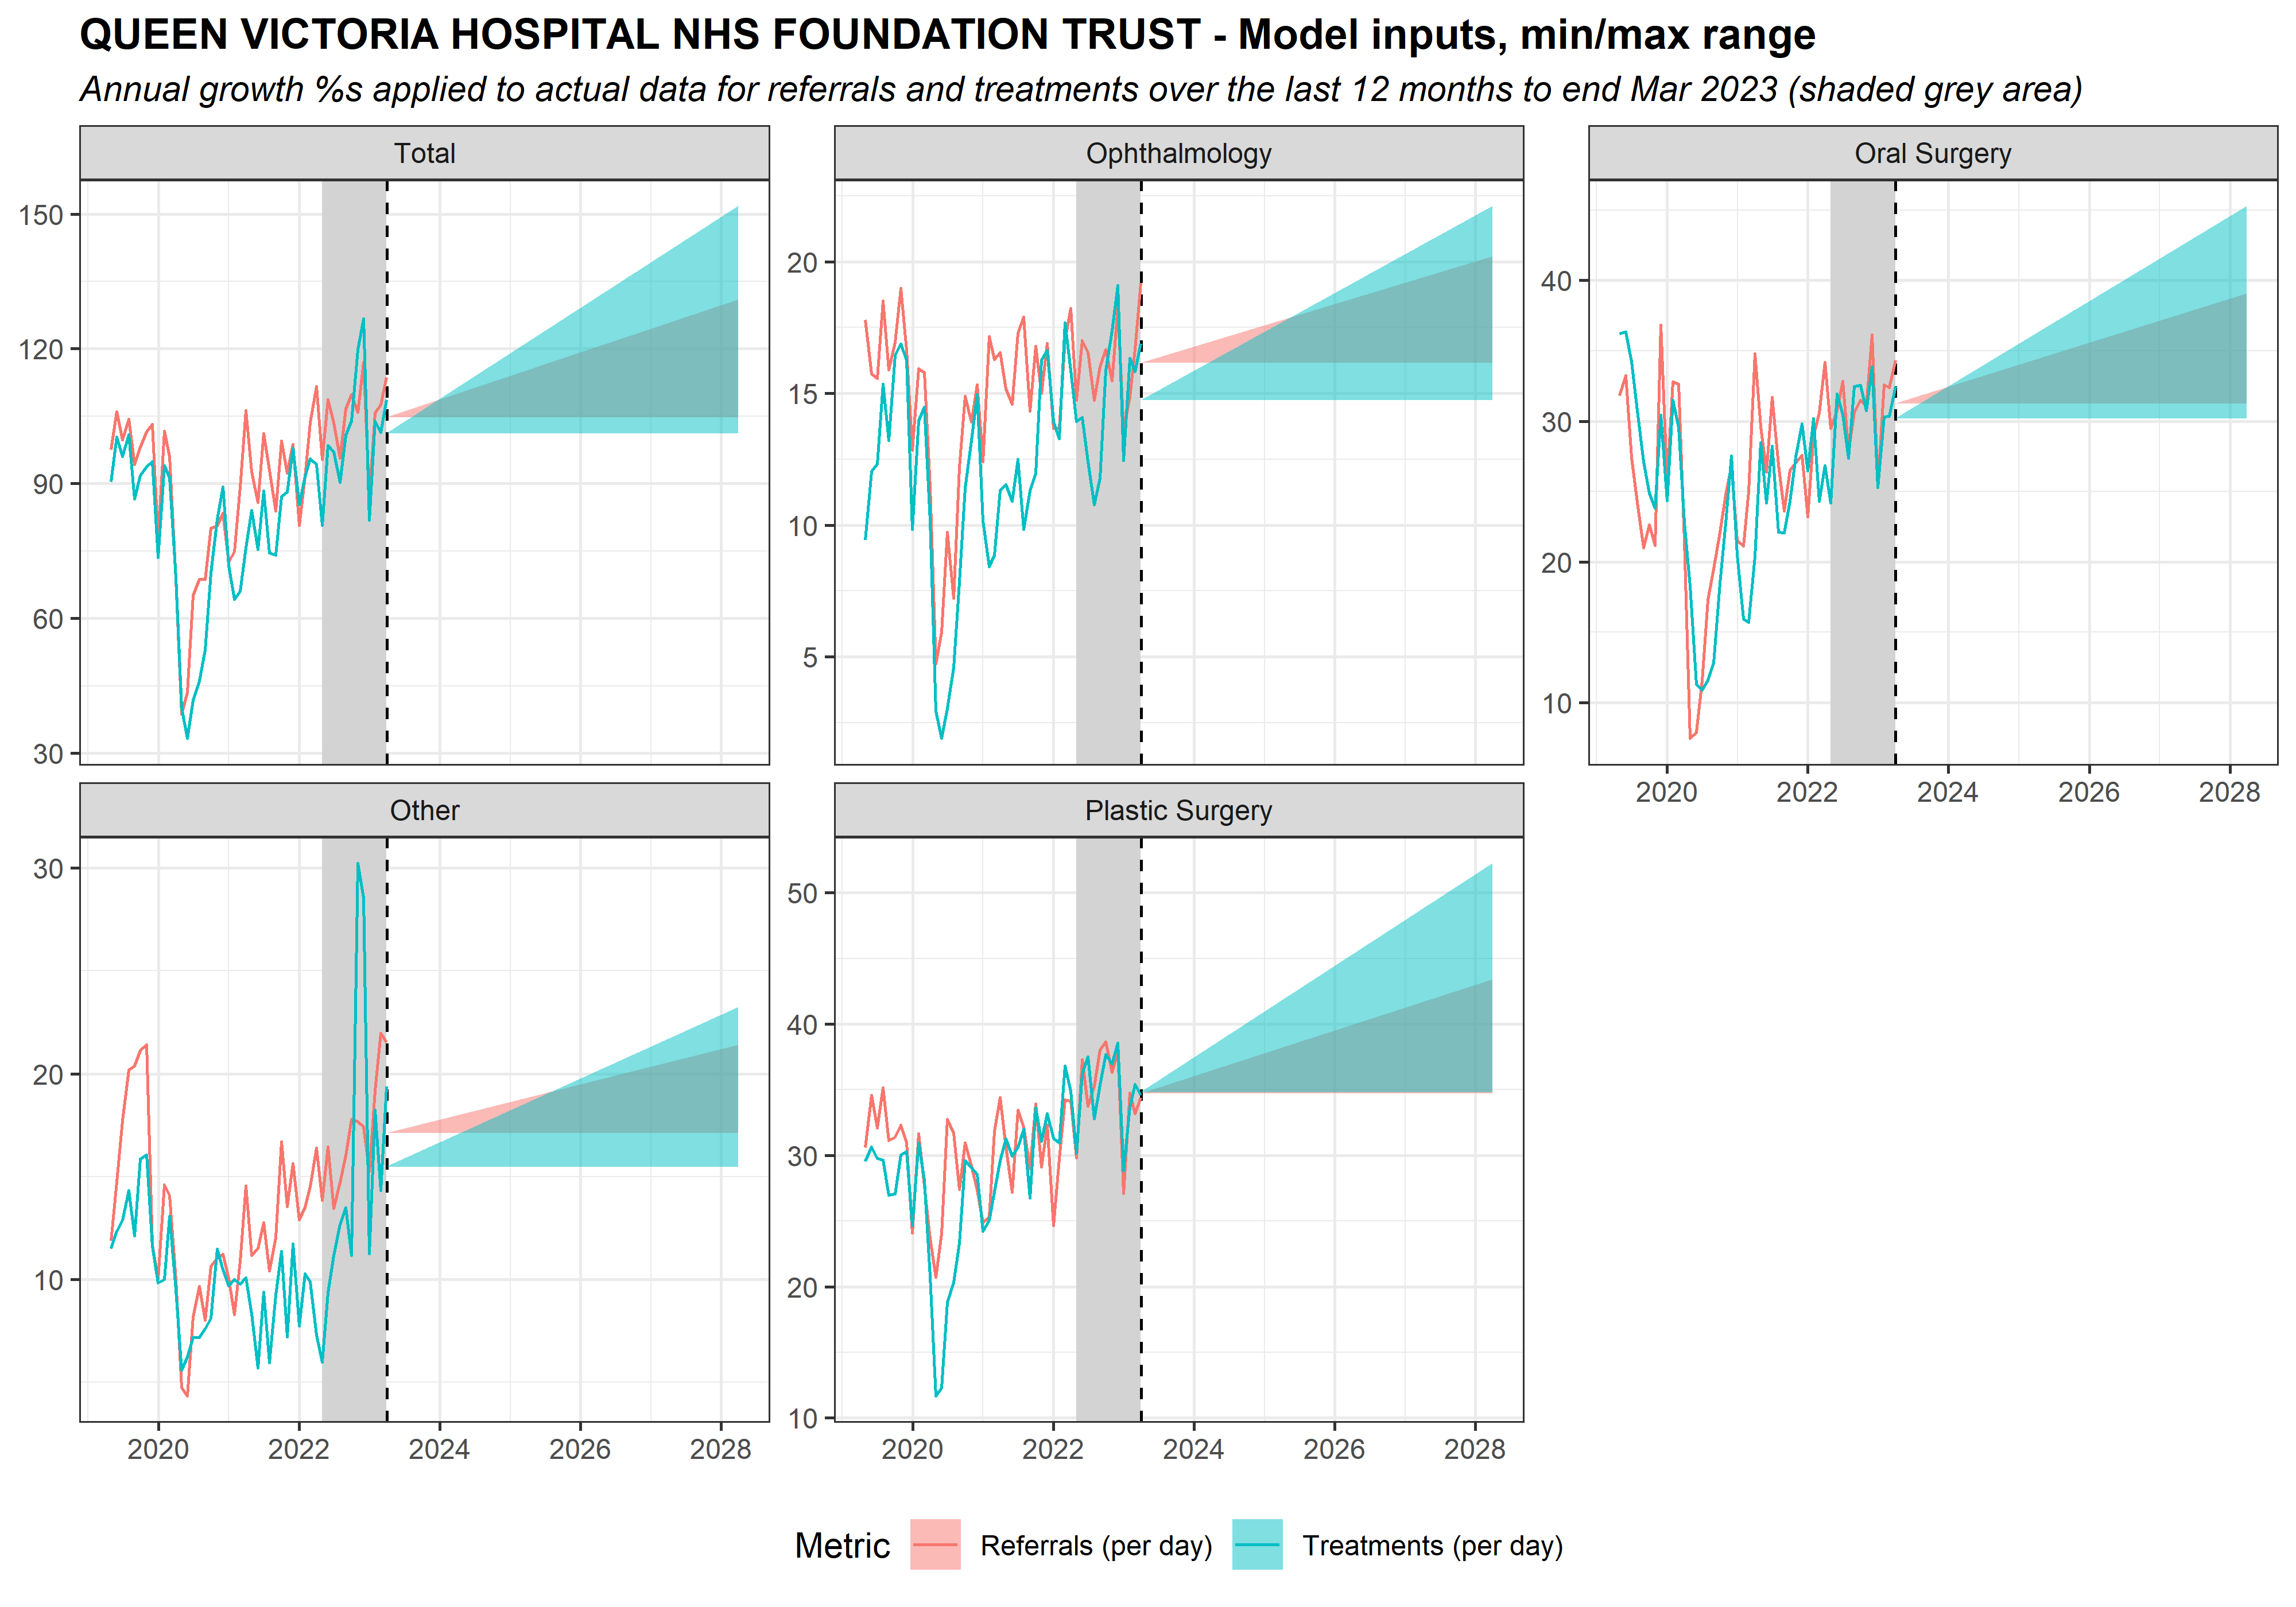 QUEEN VICTORIA HOSPITAL NHS FOUNDATION TRUST - Model inputs, min/max range
Annual growth %s applied to actual data for referrals and treatments over the last 12 months to end Mar 2023 (shaded grey area)
Total
150
120
90
60
30
Ophthalmology
20
15
10
5
Oral Surgery
40
30
20
10
2020 2022 2024 2026 2028
Other
30
20
10
2020 2022 2024 2026 2028
Plastic Surgery
50
40
30
20
10
2020 2022 2024 2026 2028
Metric Referrals (per day) Treatments (per day)